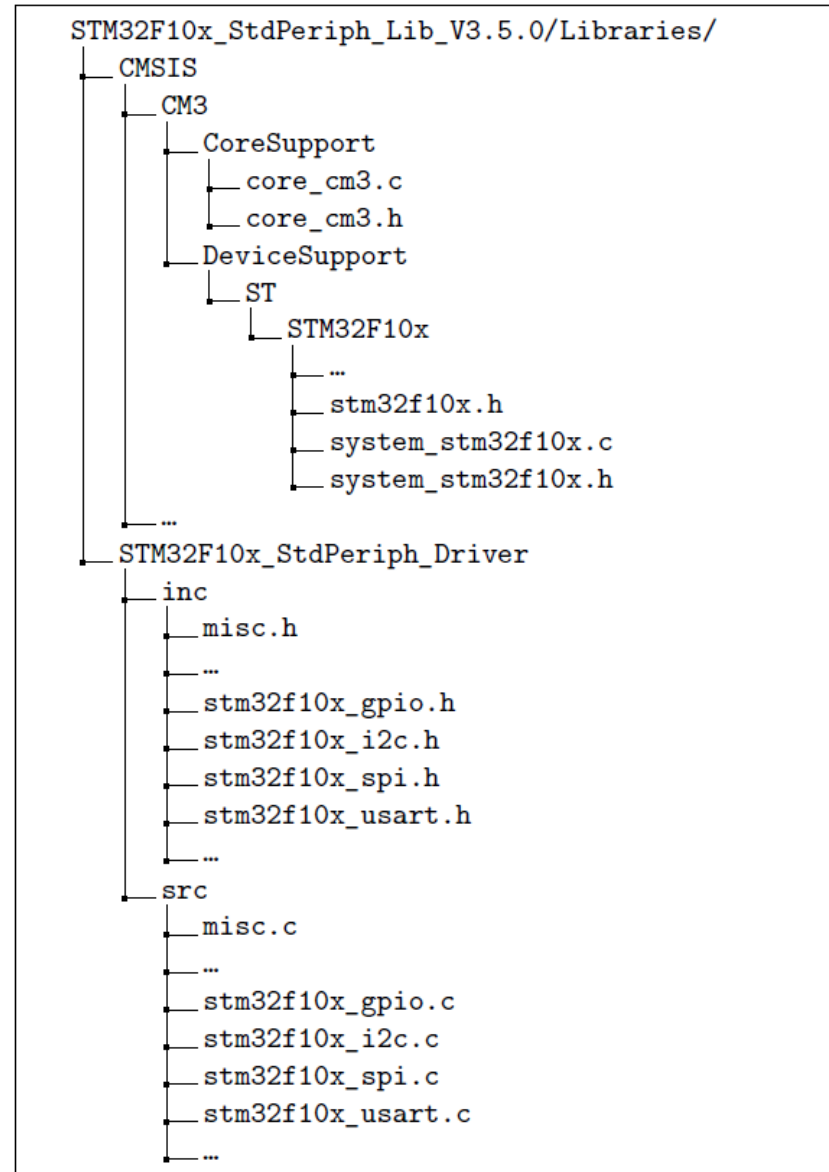 STM32F10x_StdPeriph_Lib_V3.5.0/Libraries/
CMSIS
CM3
CoreSupport
core_cm3.c
core_cm3.h
DeviceSupport
ST
STM32F10x
…
stm32f10x.h
system_stm32f10x.c
system_stm32f10x.h
…
STM32F10x_StdPeriph_Driver
inc
misc.h
…
stm32f10x_gpio.h
stm32f10x_i2c.h
stm32f10x_spi.h
stm32f10x_usart.h
…
src
misc.c
…
stm32f10x_gpio.c
stm32f10x_i2c.c
stm32f10x_spi.c
stm32f10x_usart.c
…